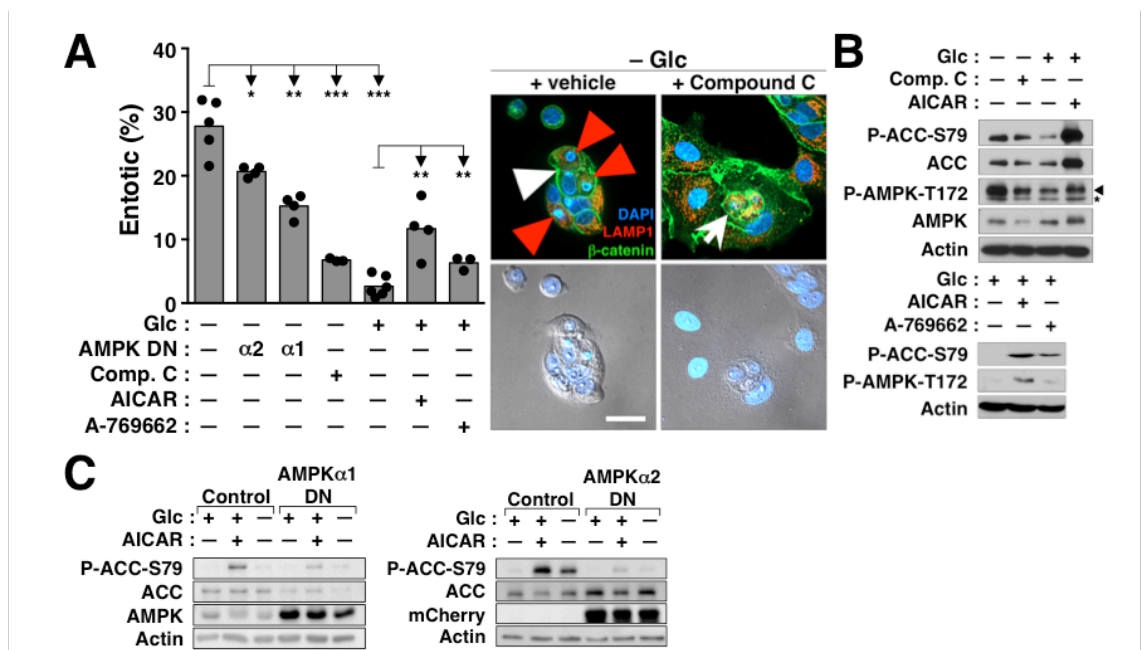 A
40
30
20
10
0
Entotic (%)
* ** *** ***
** **
Glc : – – – – + + +
AMPK DN : – α2 α1 – – – –
Comp. C : – – – + – – –
AICAR : – – – – – + –
A-769662 : – – – – – – +
– Glc
+ vehicle + Compound C
DAPI
LAMP1
β-catenin
B
Glc : – – + +
Comp. C : – + – –
AICAR : – – – +
P-ACC-S79
ACC
P-AMPK-T172
*
AMPK
Actin
Glc : + + +
AICAR : – + –
A-769662 : – – +
P-ACC-S79
P-AMPK-T172
Actin
C
AMPKα1
Control DN
Glc : + + – + + –
AICAR : + +
P-ACC-S79
ACC
AMPK
Actin
AMPKα2
Control DN
Glc : + + – + + –
AICAR : + +
P-ACC-S79
ACC
mCherry
Actin